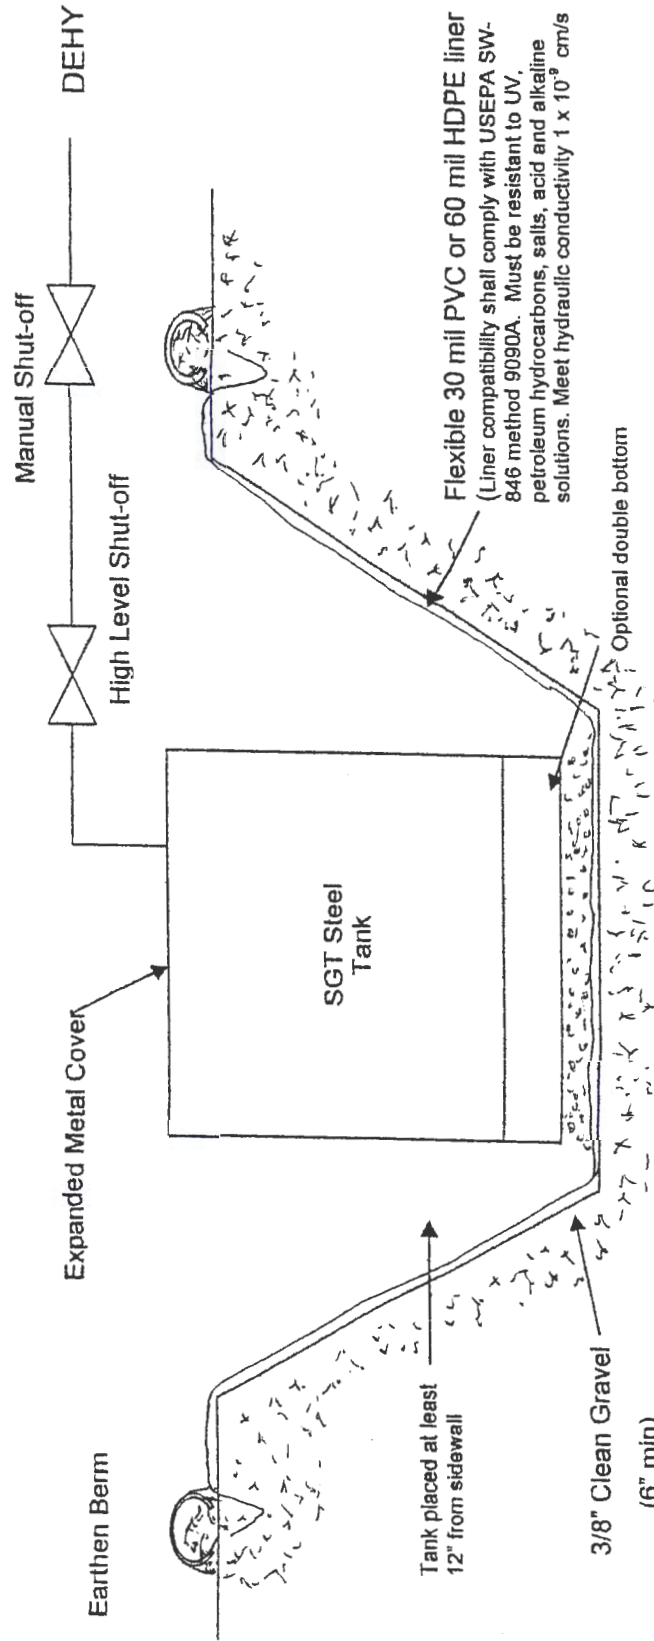 DEHY
Manual Shut-off
High Level Shut-off
Expanded Metal Cover
Earthen Berm
SGT Steel
Tank
Flexible 30 mil PVC or 60 mil HDPE liner
(Liner compatibility shall comply with USEPA SW-
846 method 9090A. Must be resistant to UV,
petroleum hydrocarbons, salts, acid and alkaline
solutions. Meet hydraulic conductivity 1 x 10⁻⁹ cm/s
Optional double bottom
Tank placed at least
12" from sidewall
3/8" Clean Gravel
(6" min)